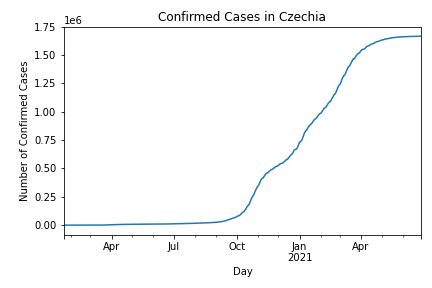 Confirmed Cases in Czechia
1e6
1.75
1.50
1.25
1.00
0.75
0.50
0.25
0.00
Number of Confirmed Cases
Apr Jul Oct Jan Apr
2021
Day